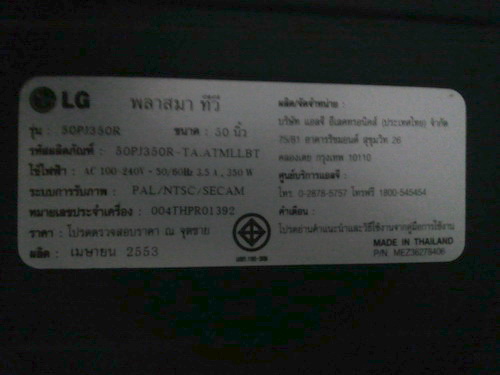 LG พลาสมา ทีวี
รุ่น : 50PJ350R ขนาด : 50 นิ้ว
รหัสผลิตภัณฑ์ : 50PJ350R-TA.ATMLLBT
ใช้ไฟฟ้า : AC 100-240V~50/60Hz 3.5A, 350 W
ระบบการรับภาพ : PAL/NTSC/SECAM
หมายเลขประจำเครื่อง : 004THPR01392
ราคา : โปรดตรวจสอบราคา ณ จุดขาย
ผลิต : เมษายน 2553
ผลิต/จัดจำหน่าย :
บริษัท แอลจี อีเลคทรอนิคส์ (ประเทศไทย) จำกัด
75/81 อาคารริชมอนด์ สุขุมวิท 26
คลองเตย กรุงเทพ 10110
ศูนย์บริการแอลจี :
โทร. 0-2878-5757 โทรฟรี 1800-545454
คำเตือน :
โปรดอ่านคำแนะนำและวิธีใช้งานจากคู่มือการใช้งาน
MADE IN THAILAND
P/N. MEZ36278406